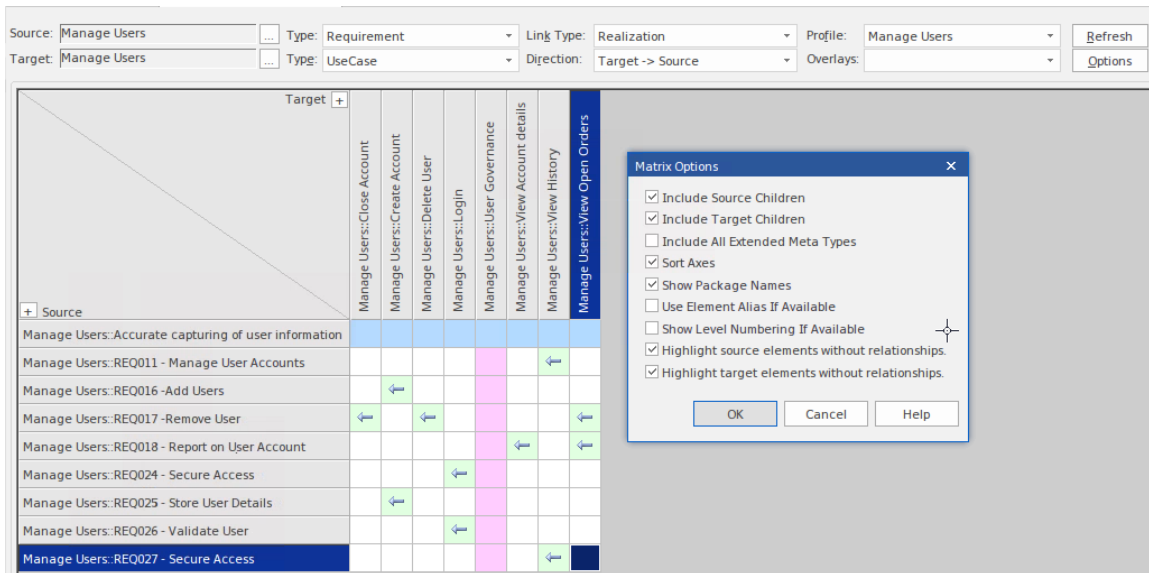 Source: Manage Users ... Type: Requirement Link Type: Realization Profile: Manage Users Refresh
Target: Manage Users ... Type: UseCase Direction: Target -> Source Overlays: Options
Target +
+ Source
Manage Users::Close Account
Manage Users::Create Account
Manage Users::Delete User
Manage Users::Login
Manage Users::User Governance
Manage Users::View Account details
Manage Users::View History
Manage Users::View Open Orders
Manage Users::Accurate capturing of user information
Manage Users::REQ011 - Manage User Accounts
Manage Users::REQ016 -Add Users
Manage Users::REQ017 -Remove User
Manage Users::REQ018 - Report on User Account
Manage Users::REQ024 - Secure Access
Manage Users::REQ025 - Store User Details
Manage Users::REQ026 - Validate User
Manage Users::REQ027 - Secure Access
Matrix Options
Include Source Children
Include Target Children
Include All Extended Meta Types
Sort Axes
Show Package Names
Use Element Alias If Available
Show Level Numbering If Available
Highlight source elements without relationships.
Highlight target elements without relationships.
OK Cancel Help